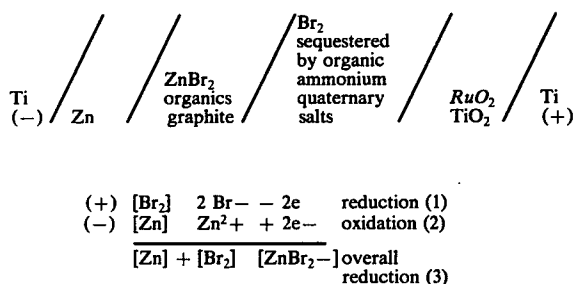 Ti
(−)
Zn
ZnBr2
organics
graphite
Br2
sequestered
by organic
ammonium
quaternary
salts
RuO2
TiO2
Ti
(+)
(+) [Br2] 2 Br− − 2e reduction (1)
(−) [Zn] Zn2+ + 2e− oxidation (2)
[Zn] + [Br2] [ZnBr2−] overall
reduction (3)